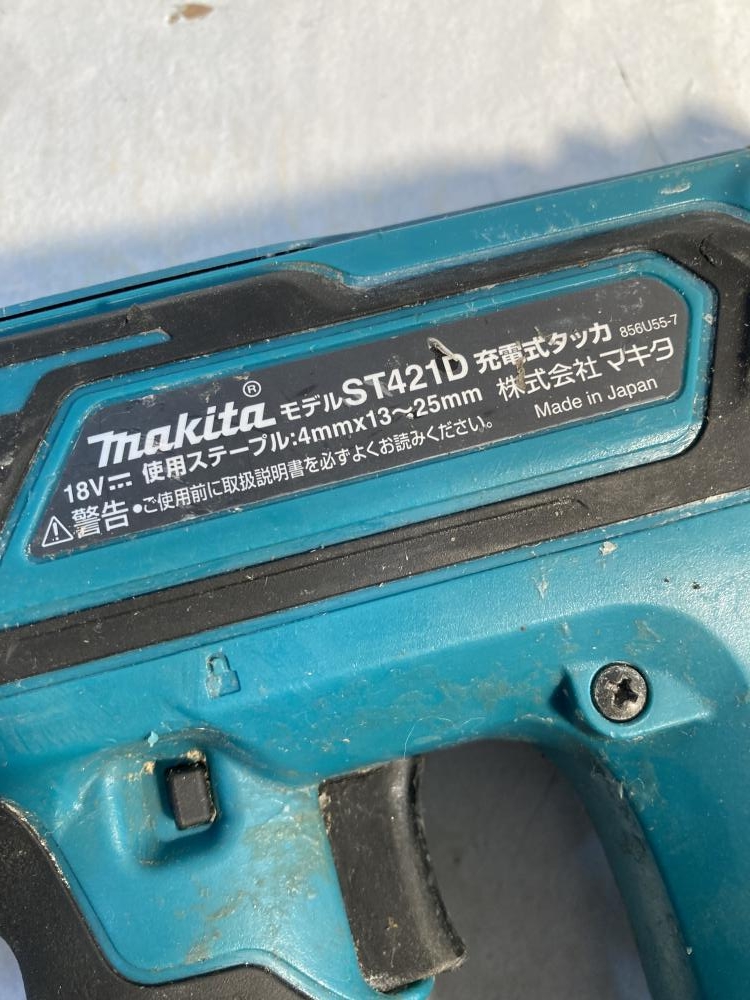 makita® モデルST421D 充電式タッカ 856U55-7
18V⎓ 使用ステープル:4mmx13～25mm 株式会社マキタ
⚠警告 •ご使用前に取扱説明書を必ずよくお読みください。 Made in Japan